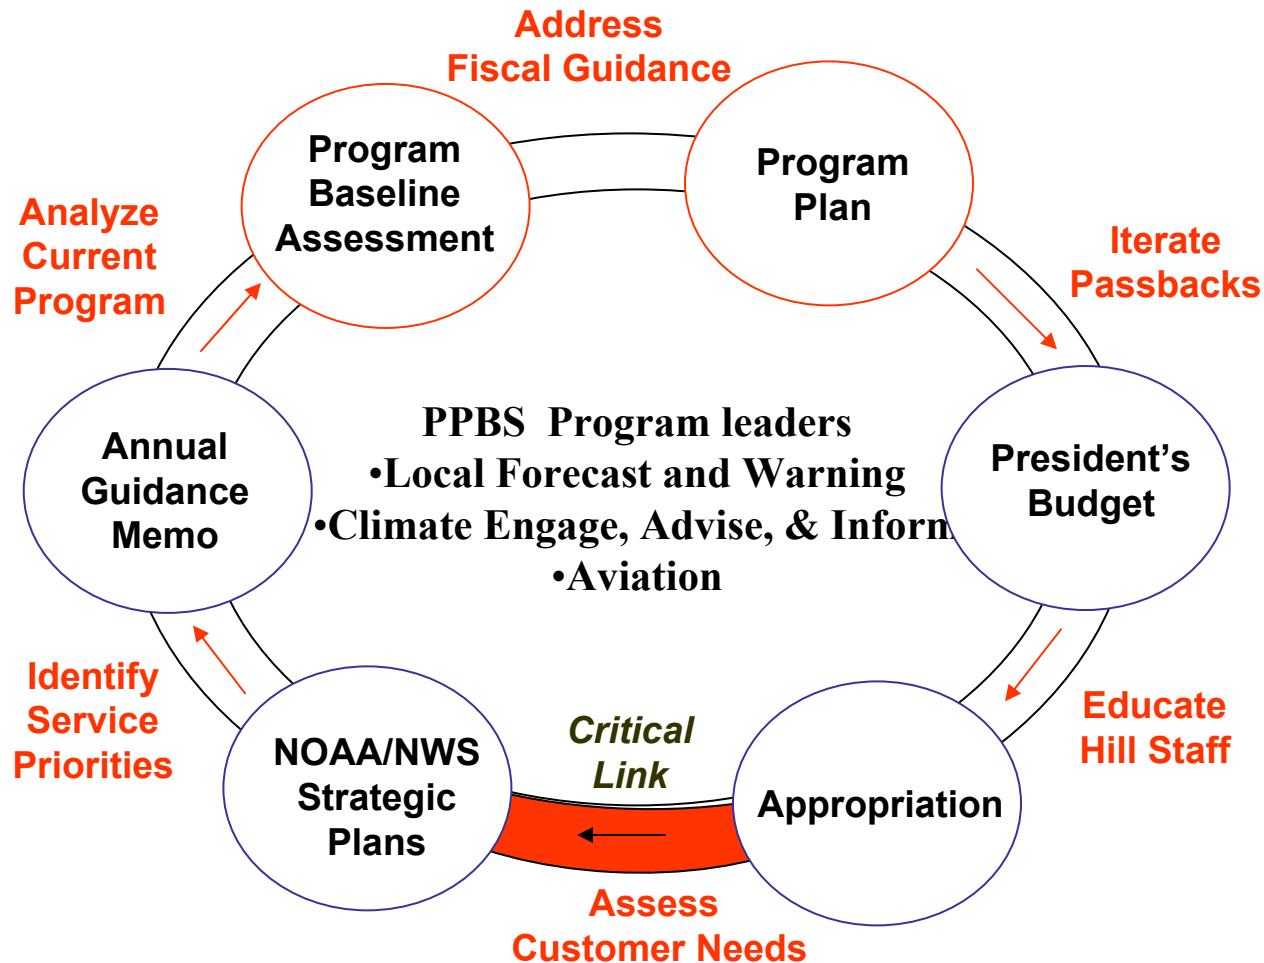 Address
Fiscal Guidance
Program
Baseline
Assessment
Program
Plan
Analyze
Current
Program
Iterate
Passbacks
PPBS  Program leaders
•Local Forecast and Warning
•Climate Engage, Advise, & Inform
•Aviation
Annual
Guidance
Memo
President’s
Budget
Identify
Service
Priorities
NOAA/NWS
Strategic
Plans
Critical
Link
Appropriation
Educate
Hill Staff
Assess
Customer Needs